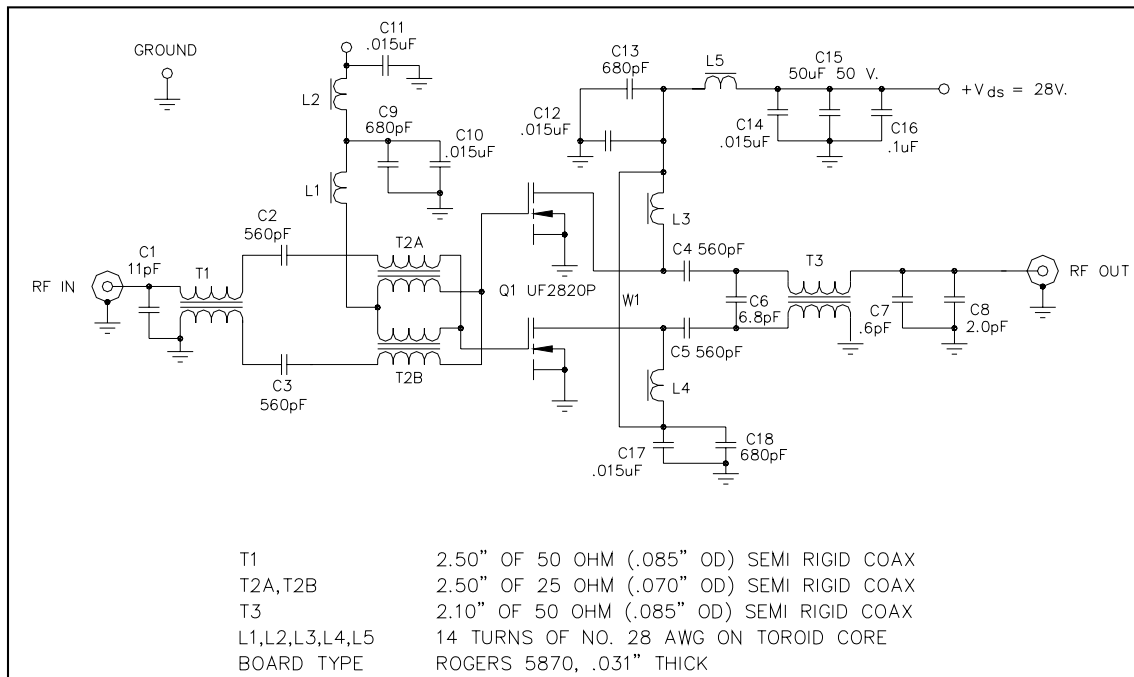 GROUND
C11
.015uF
L2
C9
680pF
C10
.015uF
L1
C13
680pF
L5
C15
50uF 50 V.
+Vds = 28V.
C12
.015uF
C14
.015uF
C16
.1uF
C2
560pF
C1
11pF
T1
RF IN
T2A
Q1 UF2820P
L3
C4 560pF
T3
RF OUT
W1
C6
6.8pF
C7
.6pF
C8
2.0pF
C3
560pF
T2B
C5 560pF
L4
C17
.015uF
C18
680pF
T1 2.50" OF 50 OHM (.085" OD) SEMI RIGID COAX
T2A,T2B 2.50" OF 25 OHM (.070" OD) SEMI RIGID COAX
T3 2.10" OF 50 OHM (.085" OD) SEMI RIGID COAX
L1,L2,L3,L4,L5 14 TURNS OF NO. 28 AWG ON TOROID CORE
BOARD TYPE ROGERS 5870, .031" THICK